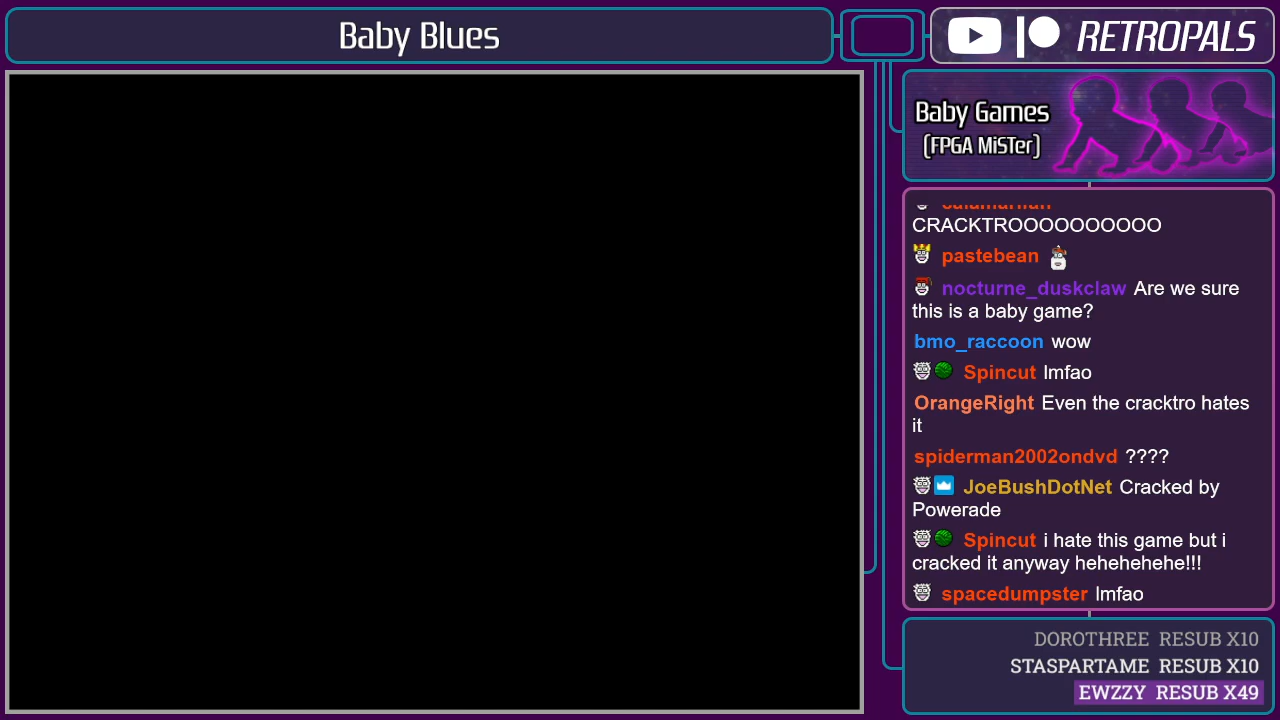 Baby Blues
RETROPALS
Baby Games
(FPGA MiSTer)
CRACKTROOOOOOOOOO
pastebean
nocturne_duskclaw Are we sure
this is a baby game?
bmo_raccoon wow
Spincut lmfao
OrangeRight Even the cracktro hates
it
spiderman2002ondvd ????
JoeBushDotNet Cracked by
Powerade
Spincut i hate this game but i
cracked it anyway hehehehehe!!!
spacedumpster lmfao
DOROTHREE RESUB X10
STASPARTAME RESUB X10
EWZZY RESUB X49